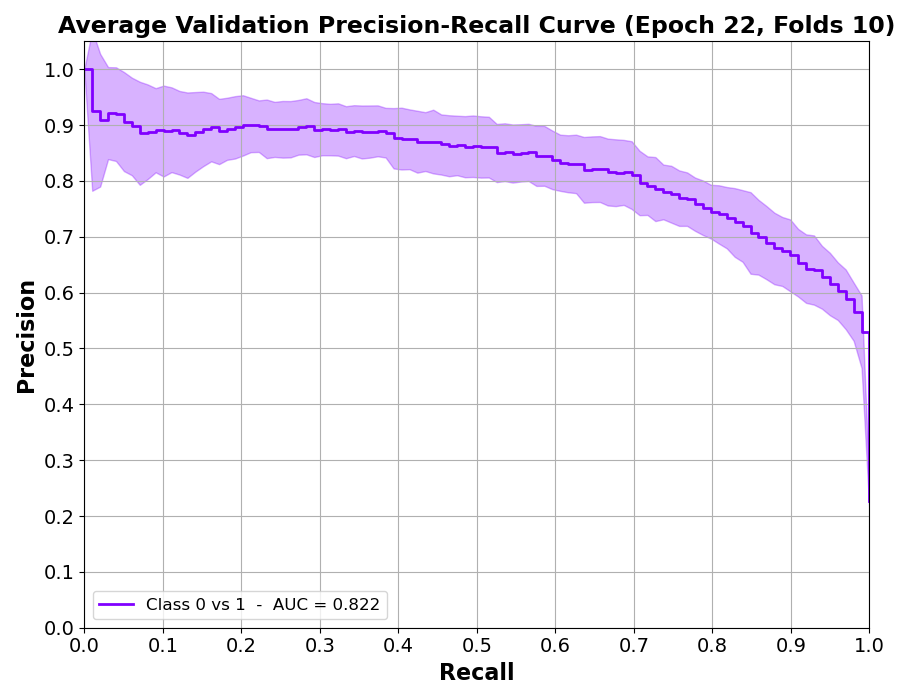 Average Validation Precision-Recall Curve (Epoch 22, Folds 10)
1.0
0.9
0.8
0.7
0.6
0.5
0.4
0.3
0.2
0.1
0.0
Precision
Class 0 vs 1 - AUC = 0.822
0.0 0.1 0.2 0.3 0.4 0.5 0.6 0.7 0.8 0.9 1.0
Recall